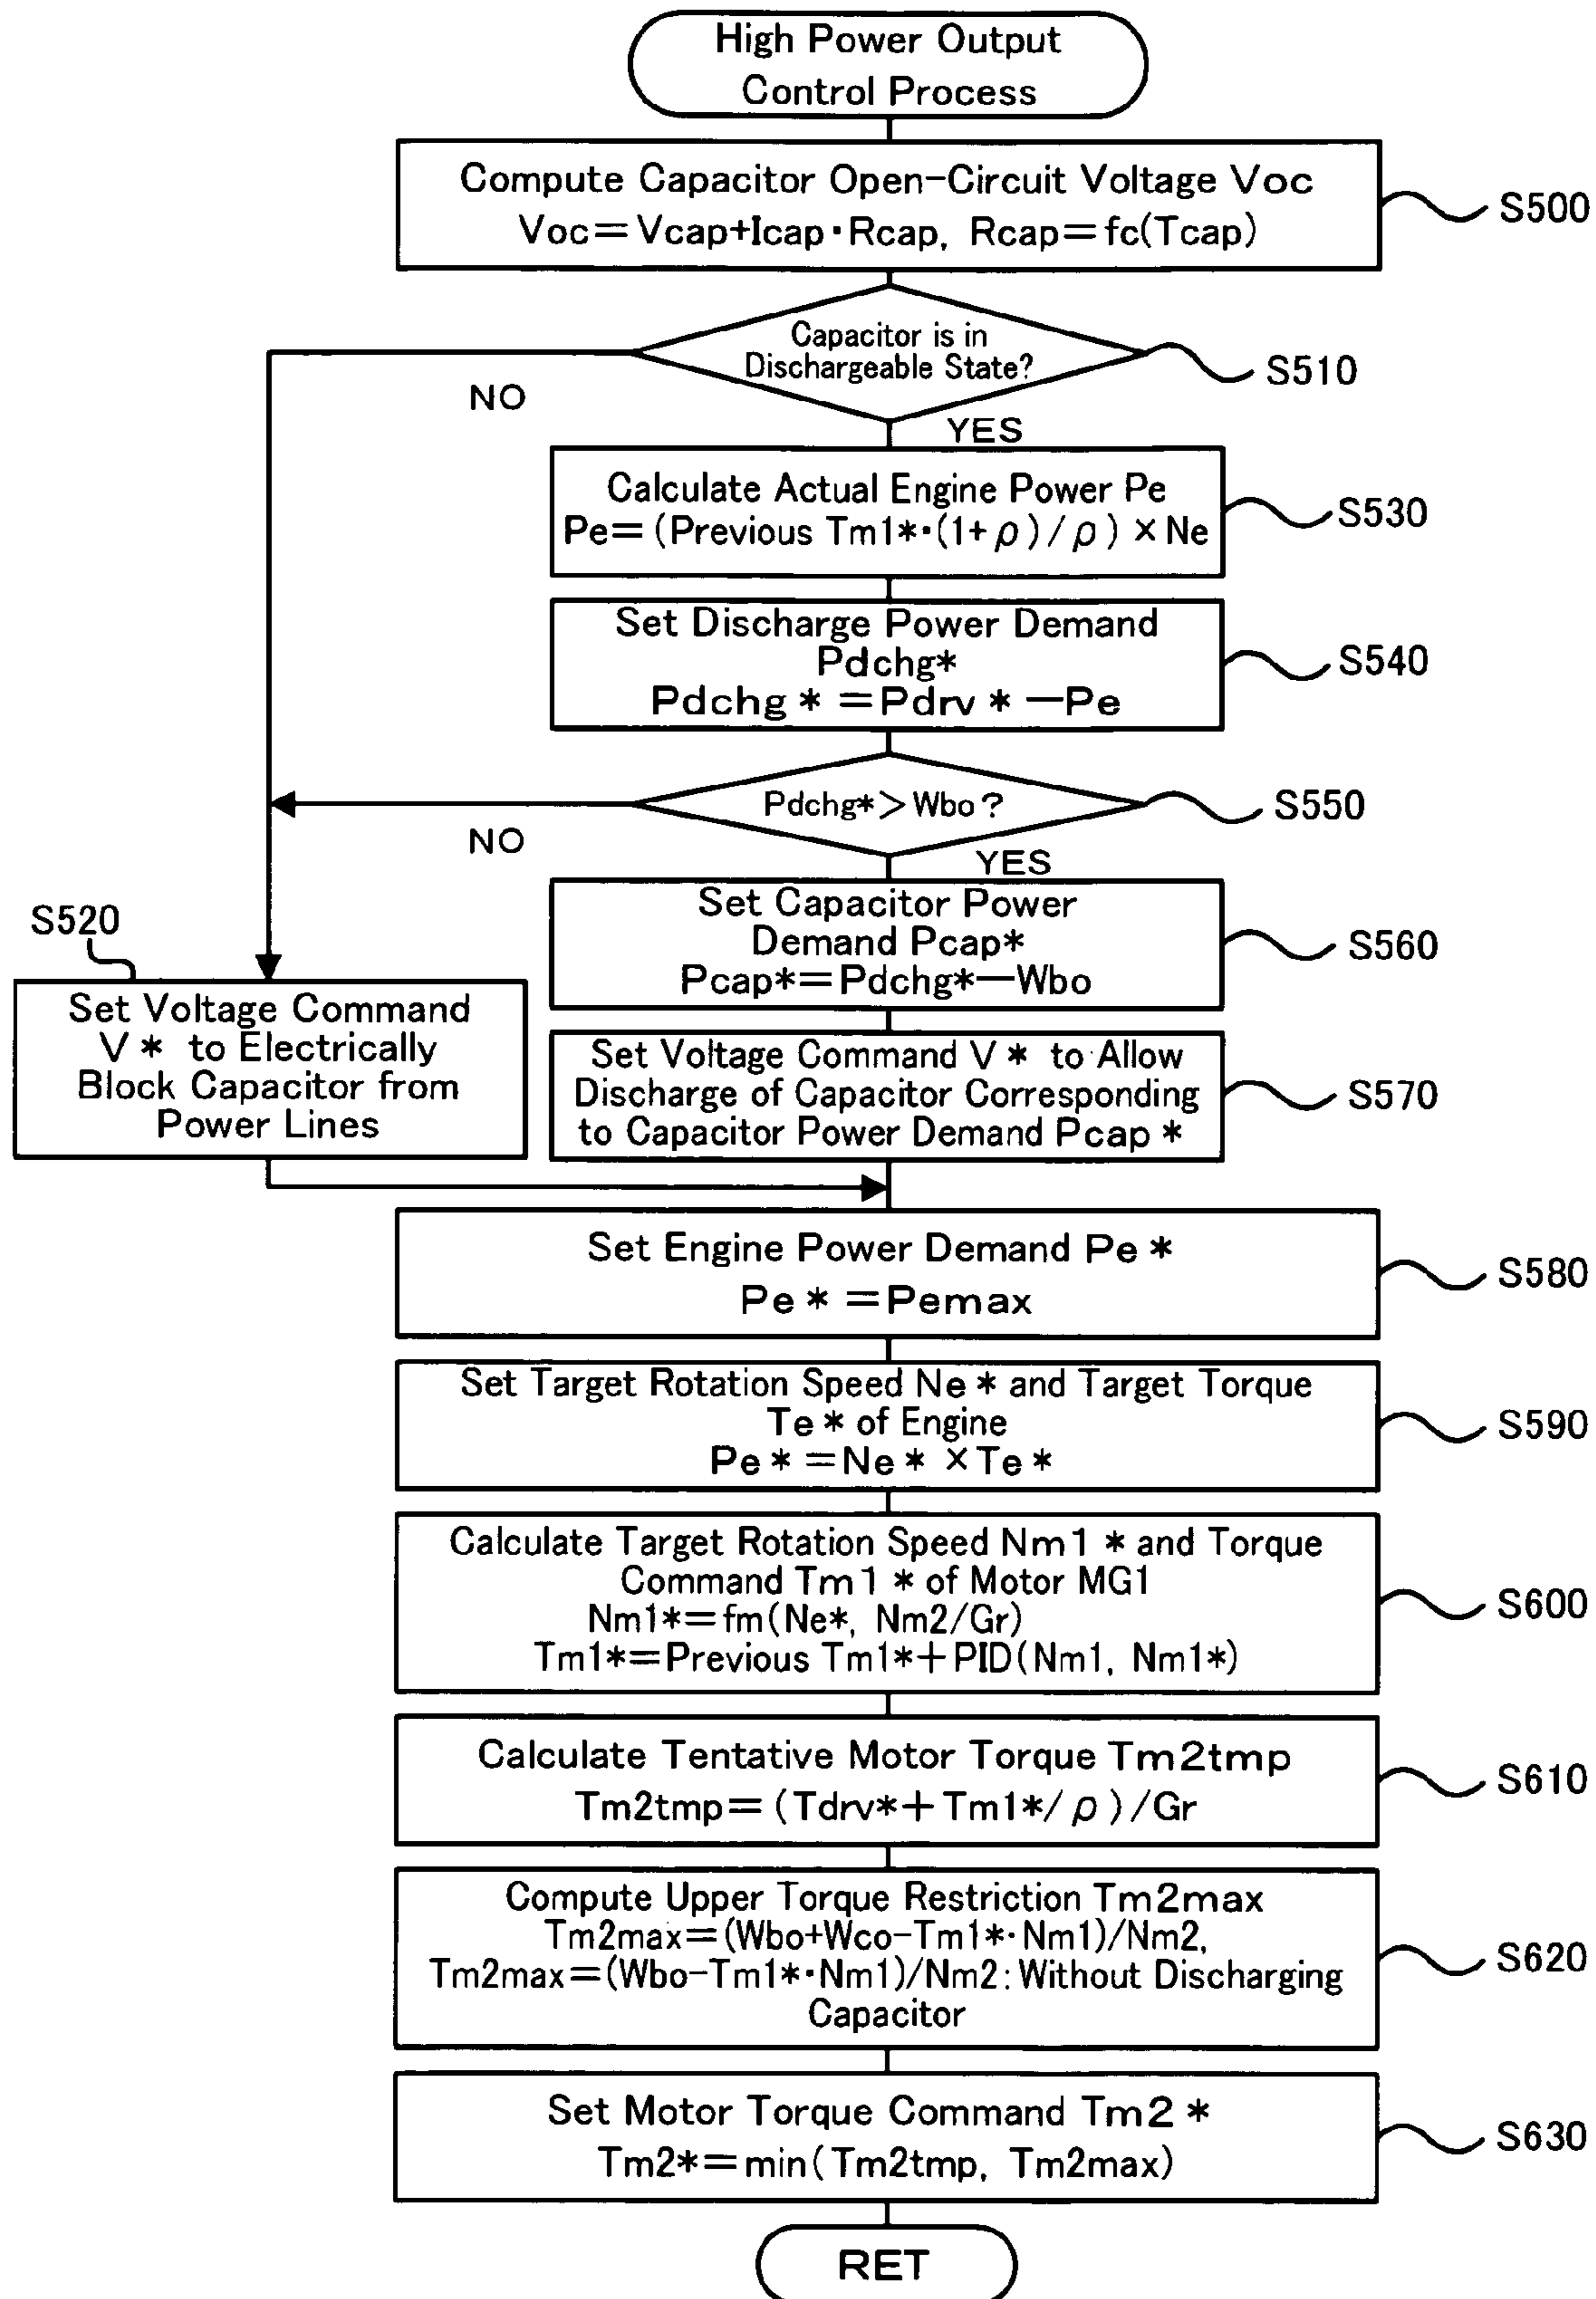 High Power Output
Control Process
Compute Capacitor Open-Circuit Voltage Voc
Voc=Vcap+Icap·Rcap, Rcap=fc(Tcap)
S500
Capacitor is in
Dischargeable State?
S510
NO
YES
Calculate Actual Engine Power Pe
Pe=(Previous Tm1*·(1+ρ)/ρ)×Ne
S530
Set Discharge Power Demand
Pdchg*
Pdchg*=Pdrv*-Pe
S540
Pdchg*>Wbo?
S550
NO
YES
S520
Set Voltage Command
V* to Electrically
Block Capacitor from
Power Lines
Set Capacitor Power
Demand Pcap*
Pcap*=Pdchg*-Wbo
S560
Set Voltage Command V* to Allow
Discharge of Capacitor Corresponding
to Capacitor Power Demand Pcap*
S570
Set Engine Power Demand Pe*
Pe*=Pemax
S580
Set Target Rotation Speed Ne* and Target Torque
Te* of Engine
Pe*=Ne*×Te*
S590
Calculate Target Rotation Speed Nm1* and Torque
Command Tm1* of Motor MG1
Nm1*=fm(Ne*, Nm2/Gr)
Tm1*=Previous Tm1*+PID(Nm1, Nm1*)
S600
Calculate Tentative Motor Torque Tm2tmp
Tm2tmp=(Tdrv*+Tm1*/ρ)/Gr
S610
Compute Upper Torque Restriction Tm2max
Tm2max=(Wbo+Wco-Tm1*·Nm1)/Nm2,
Tm2max=(Wbo-Tm1*·Nm1)/Nm2:Without Discharging
Capacitor
S620
Set Motor Torque Command Tm2*
Tm2*=min(Tm2tmp, Tm2max)
S630
RET